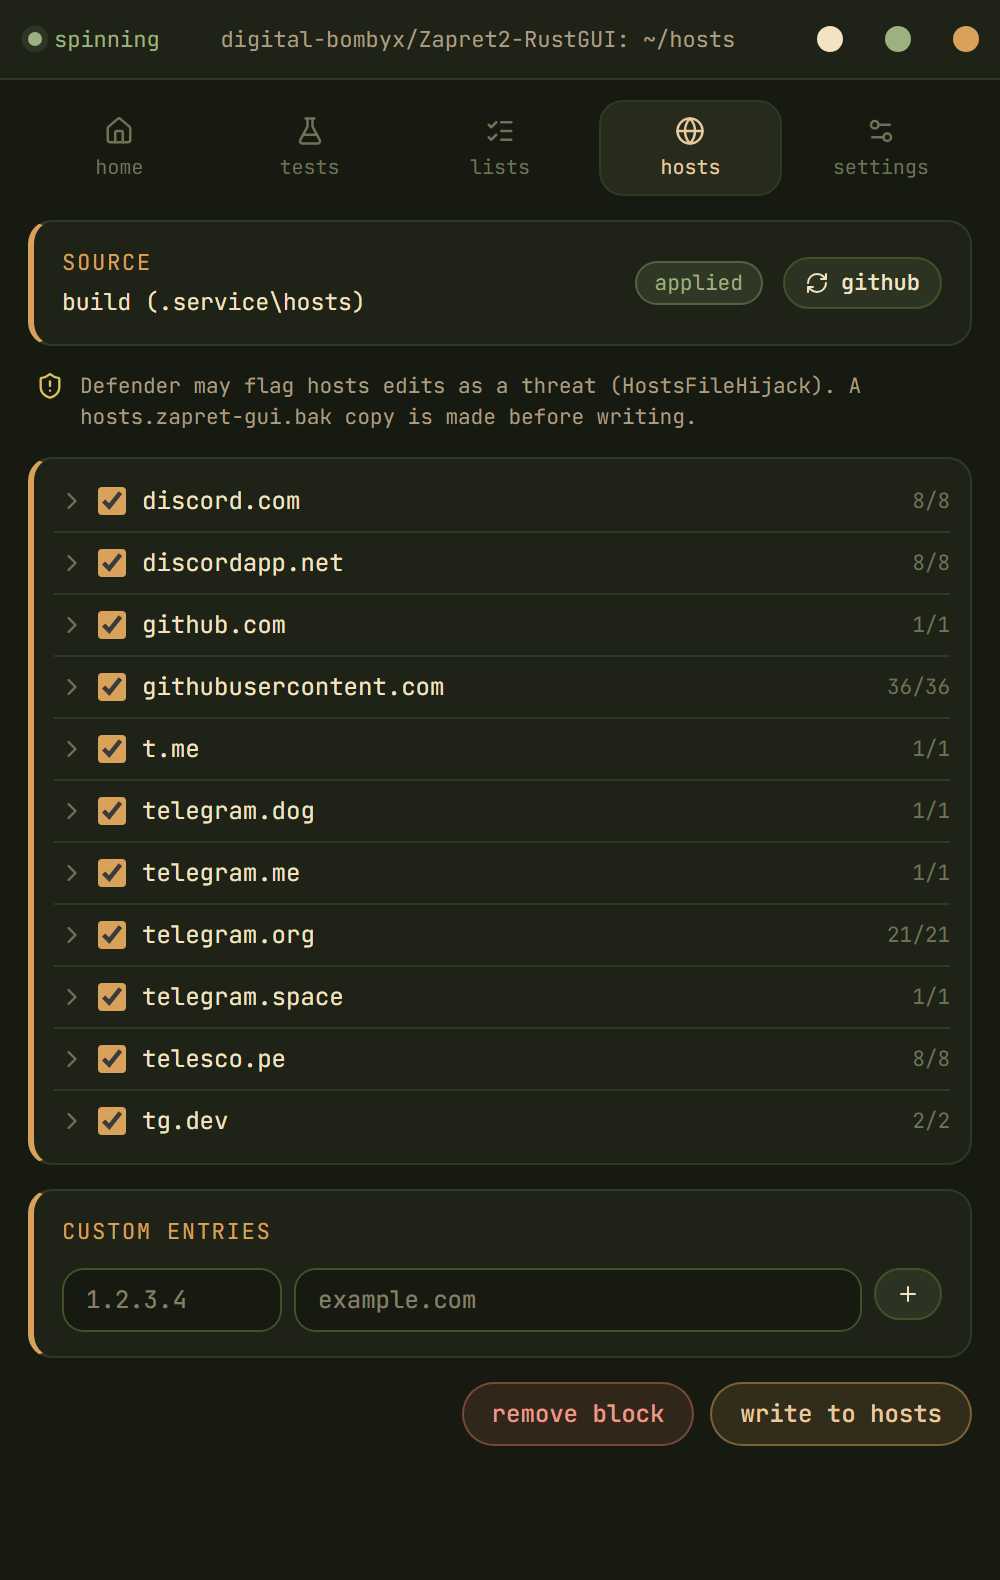 spinning digital-bombyx/Zapret2-RustGUI: ~/hosts
home tests lists hosts settings
SOURCE
build (.service\hosts) applied github
Defender may flag hosts edits as a threat (HostsFileHijack). A
hosts.zapret-gui.bak copy is made before writing.
discord.com 8/8
discordapp.net 8/8
github.com 1/1
githubusercontent.com 36/36
t.me 1/1
telegram.dog 1/1
telegram.me 1/1
telegram.org 21/21
telegram.space 1/1
telesco.pe 8/8
tg.dev 2/2
CUSTOM ENTRIES
1.2.3.4 example.com +
remove block write to hosts